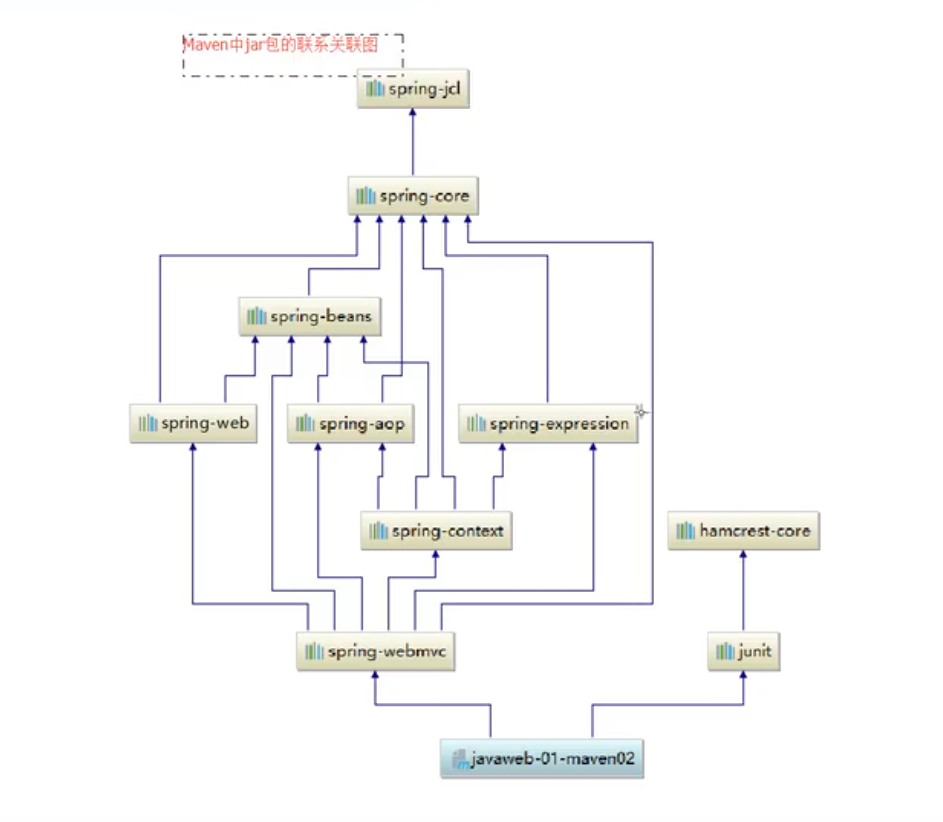 Maven中jar包的联系关联图
spring-jcl
spring-core
spring-beans
spring-web
spring-aop
spring-expression
spring-context
hamcrest-core
spring-webmvc
junit
javaweb-01-maven02